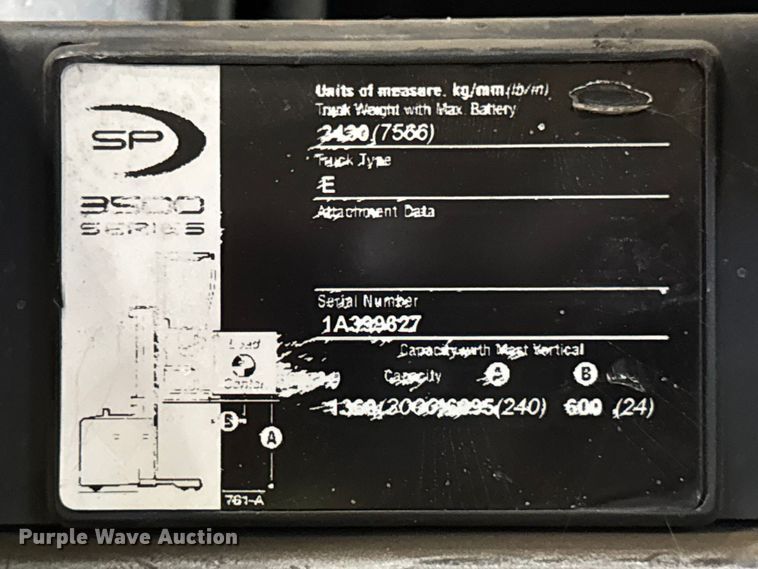 SP
3500
SERIES
Units of measure. kg/mm (lb/in)
Truck Weight with Max. Battery
3430 (7566)
Truck Type
E
Attachment Data
Serial Number
1A399627
Load
Center
Capacity with Mast Vertical
Capacity A B
1360 (3000) 6095 (240) 600 (24)
B
A
761-A
Purple Wave Auction